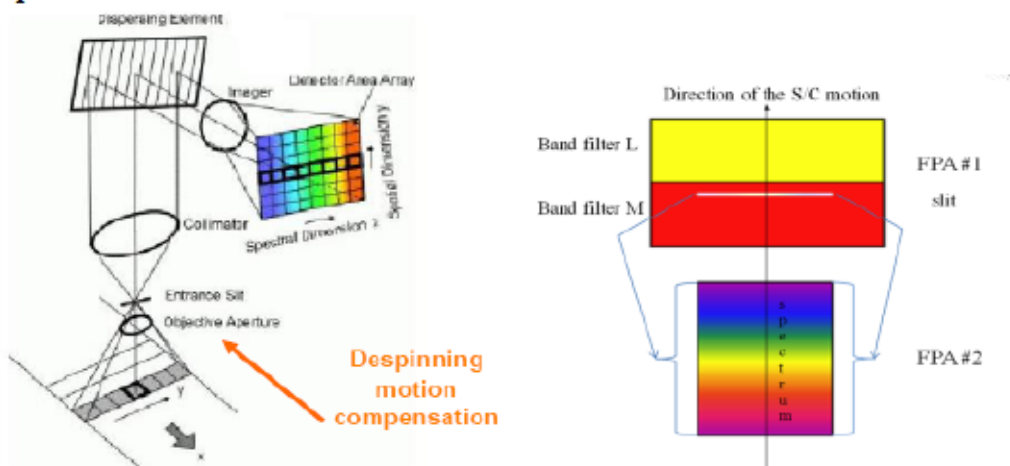 Dispersing Element
Imager
Detector Area Array
Spatial Dimension y
Spectral Dimension
Collimator
Entrance Slit
Objective Aperture
y
x
Despinning
motion
compensation
Direction of the S/C motion
Band filter L
FPA #1
slit
Band filter M
spectrum
FPA #2